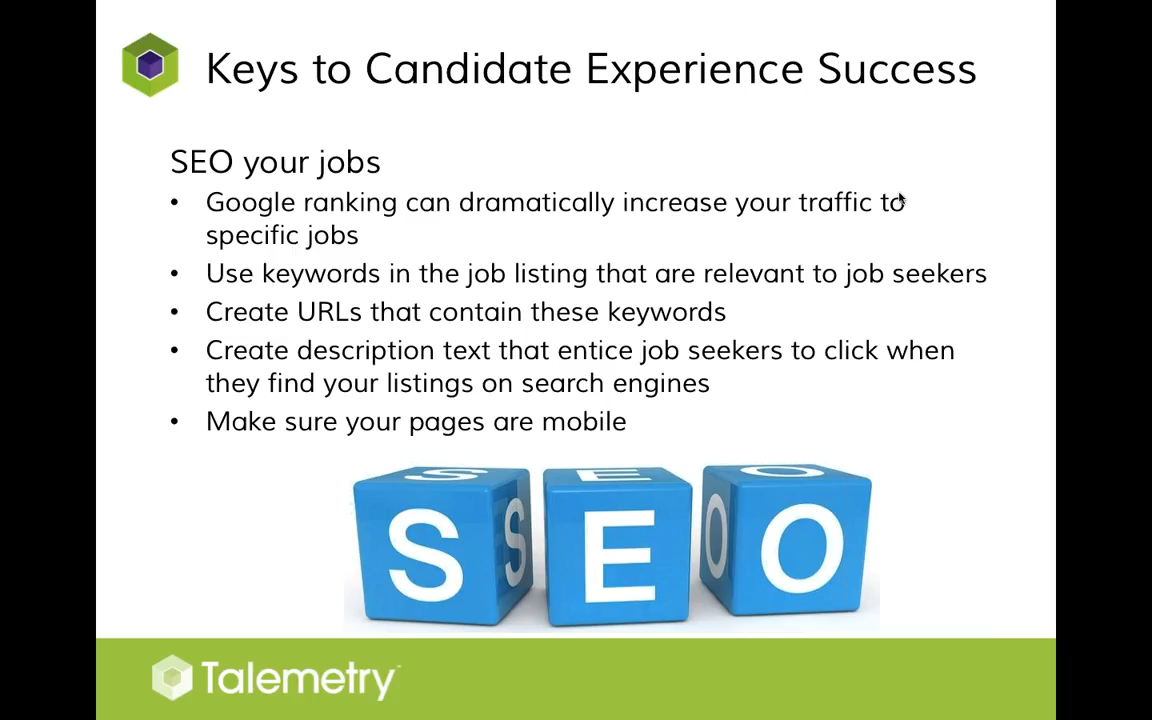 Keys to Candidate Experience Success
SEO your jobs
• Google ranking can dramatically increase your traffic to
specific jobs
• Use keywords in the job listing that are relevant to job seekers
• Create URLs that contain these keywords
• Create description text that entice job seekers to click when
they find your listings on search engines
• Make sure your pages are mobile
S E O
S S E O O
Talemetry